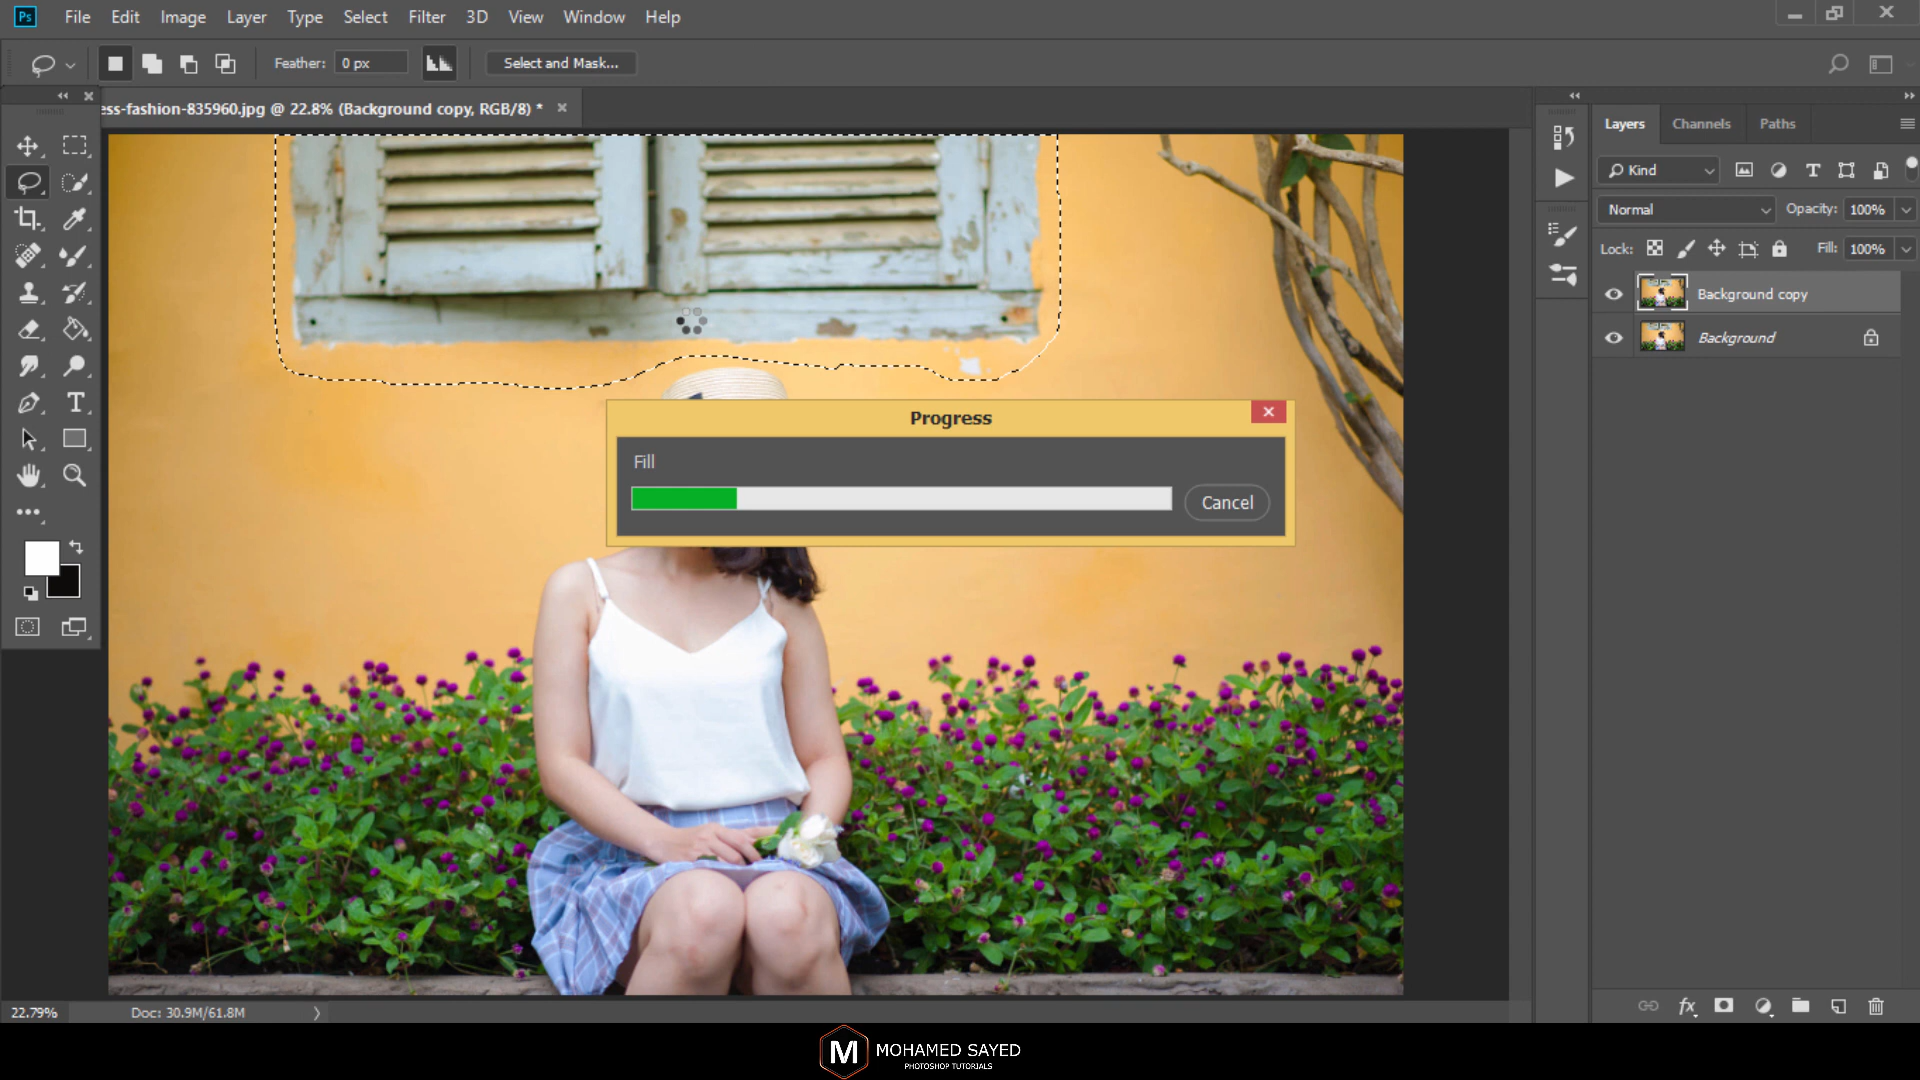 Ps File Edit Image Layer Type Select Filter 3D View Window Help
Feather: 0 px Select and Mask...
ess-fashion-835960.jpg @ 22.8% (Background copy, RGB/8) *
Layers Channels Paths
Kind
Normal Opacity: 100%
Lock: Fill: 100%
Background copy
Background
Progress
Fill
Cancel
22.79% Doc: 30.9M/61.8M
fx
M MOHAMED SAYED
PHOTOSHOP TUTORIALS